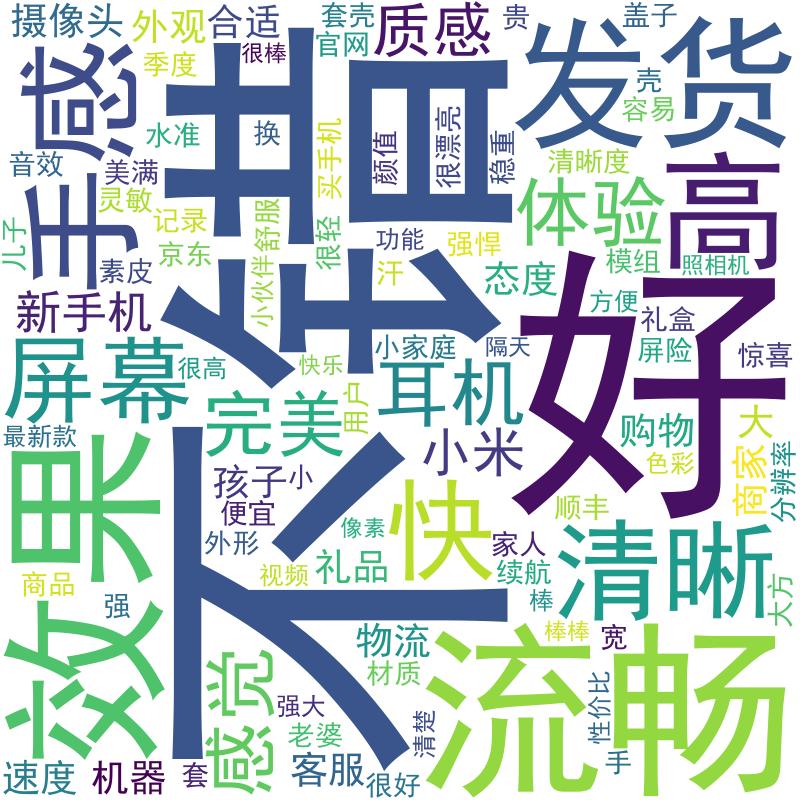 摄像头
外观
合适
套壳
官网
质感
贵
盖子
发货
手感
不错
季度
很棒
壳
容易
水准
换
买手机
颜值
很漂亮
稳重
清晰度
高
音效
美满
灵敏
记录
体验
儿子
京东
小伙伴
舒服
很轻
功能
强悍
汗
态度
模组
照相机
素皮
新手机
方便
礼盒
好
屏幕
很高
快乐
小家庭
隔天
屏险
惊喜
最新款
完美
用户
耳机
购物
大
色彩
商家
分辨率
效果
孩子
小
小米
便宜
像素
快
顺丰
清晰
外形
家人
商品
强
视频
礼品
续航
棒
大方
物流
棒棒
宽
流畅
感觉
材质
强大
老婆
清楚
性价比
手
速度
机器
套
客服
很好